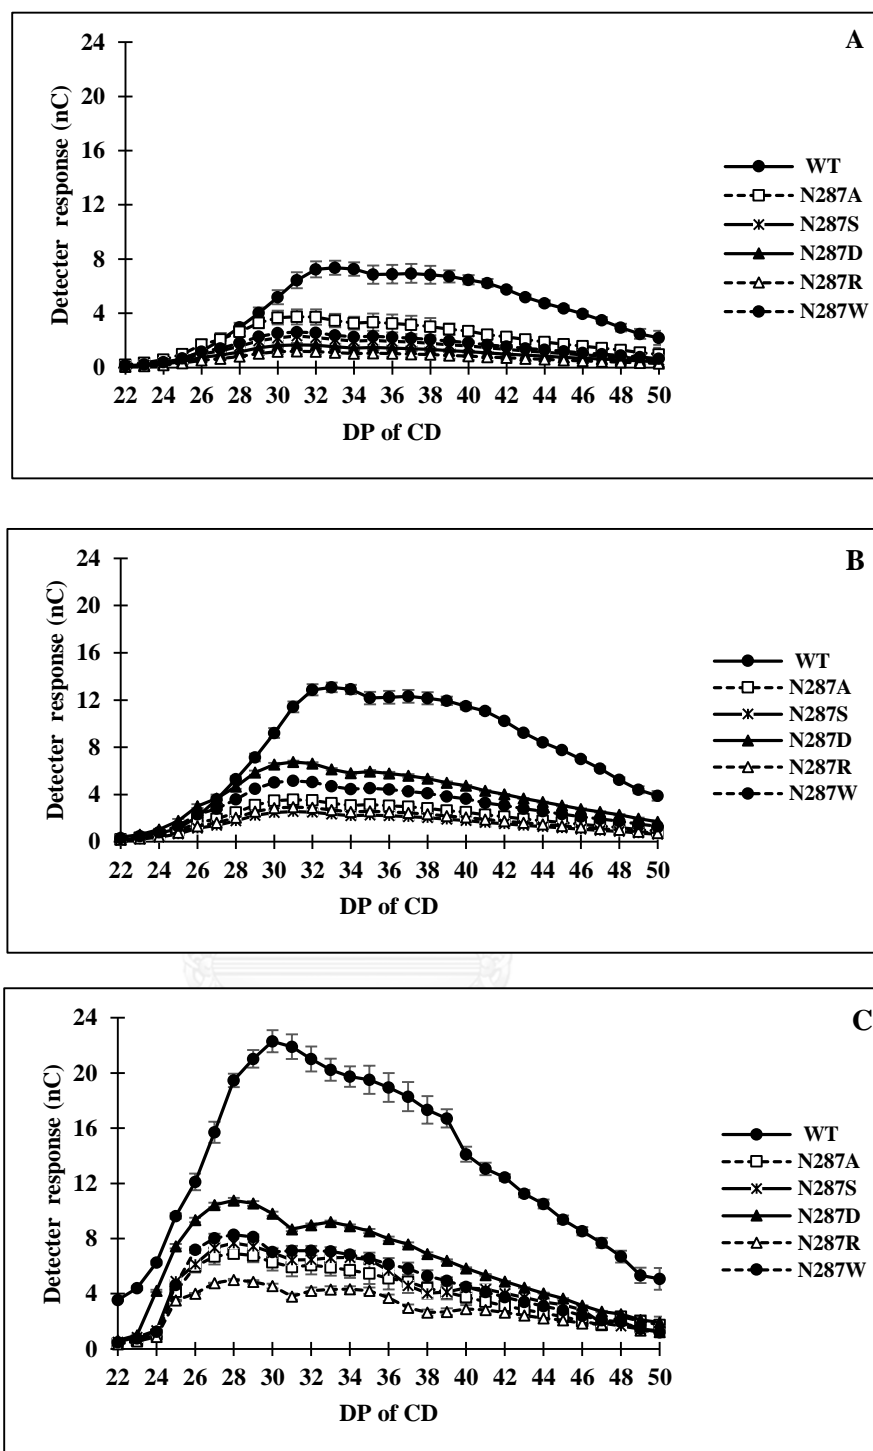 A
24
20
16
12
8
4
0
Detecter response (nC)
22 24 26 28 30 32 34 36 38 40 42 44 46 48 50
DP of CD
WT
N287A
N287S
N287D
N287R
N287W
B
24
20
16
12
8
4
0
Detecter response (nC)
22 24 26 28 30 32 34 36 38 40 42 44 46 48 50
DP of CD
WT
N287A
N287S
N287D
N287R
N287W
C
24
20
16
12
8
4
0
Detecter response (nC)
22 24 26 28 30 32 34 36 38 40 42 44 46 48 50
DP of CD
WT
N287A
N287S
N287D
N287R
N287W